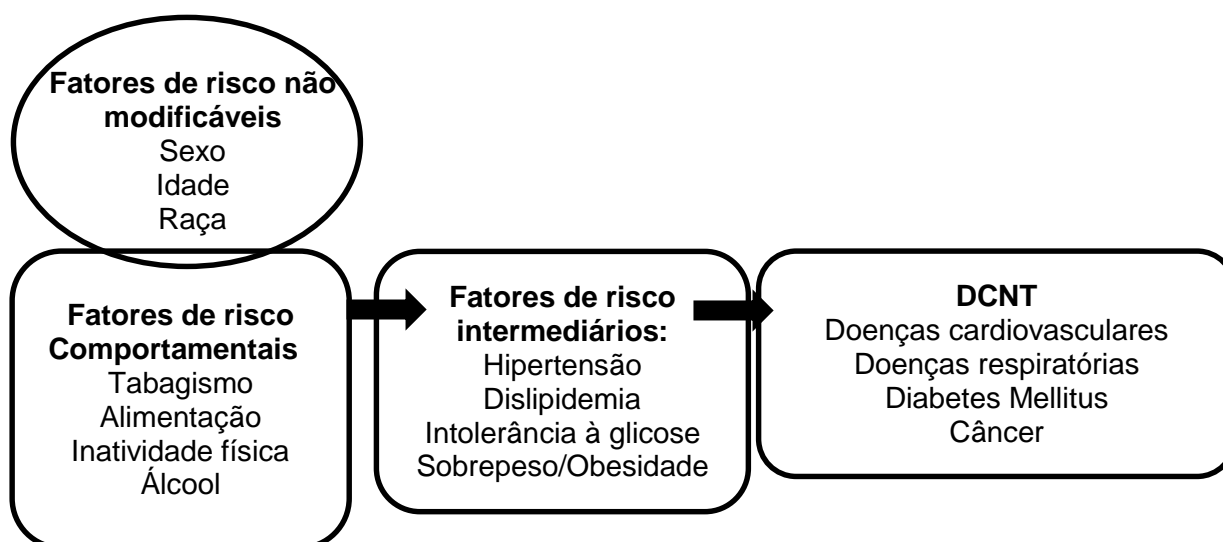 Fatores de risco não
modificáveis
Sexo
Idade
Raça
Fatores de risco
Comportamentais
Tabagismo
Alimentação
Inatividade física
Álcool
Fatores de risco
intermediários:
Hipertensão
Dislipidemia
Intolerância à glicose
Sobrepeso/Obesidade
DCNT
Doenças cardiovasculares
Doenças respiratórias
Diabetes Mellitus
Câncer